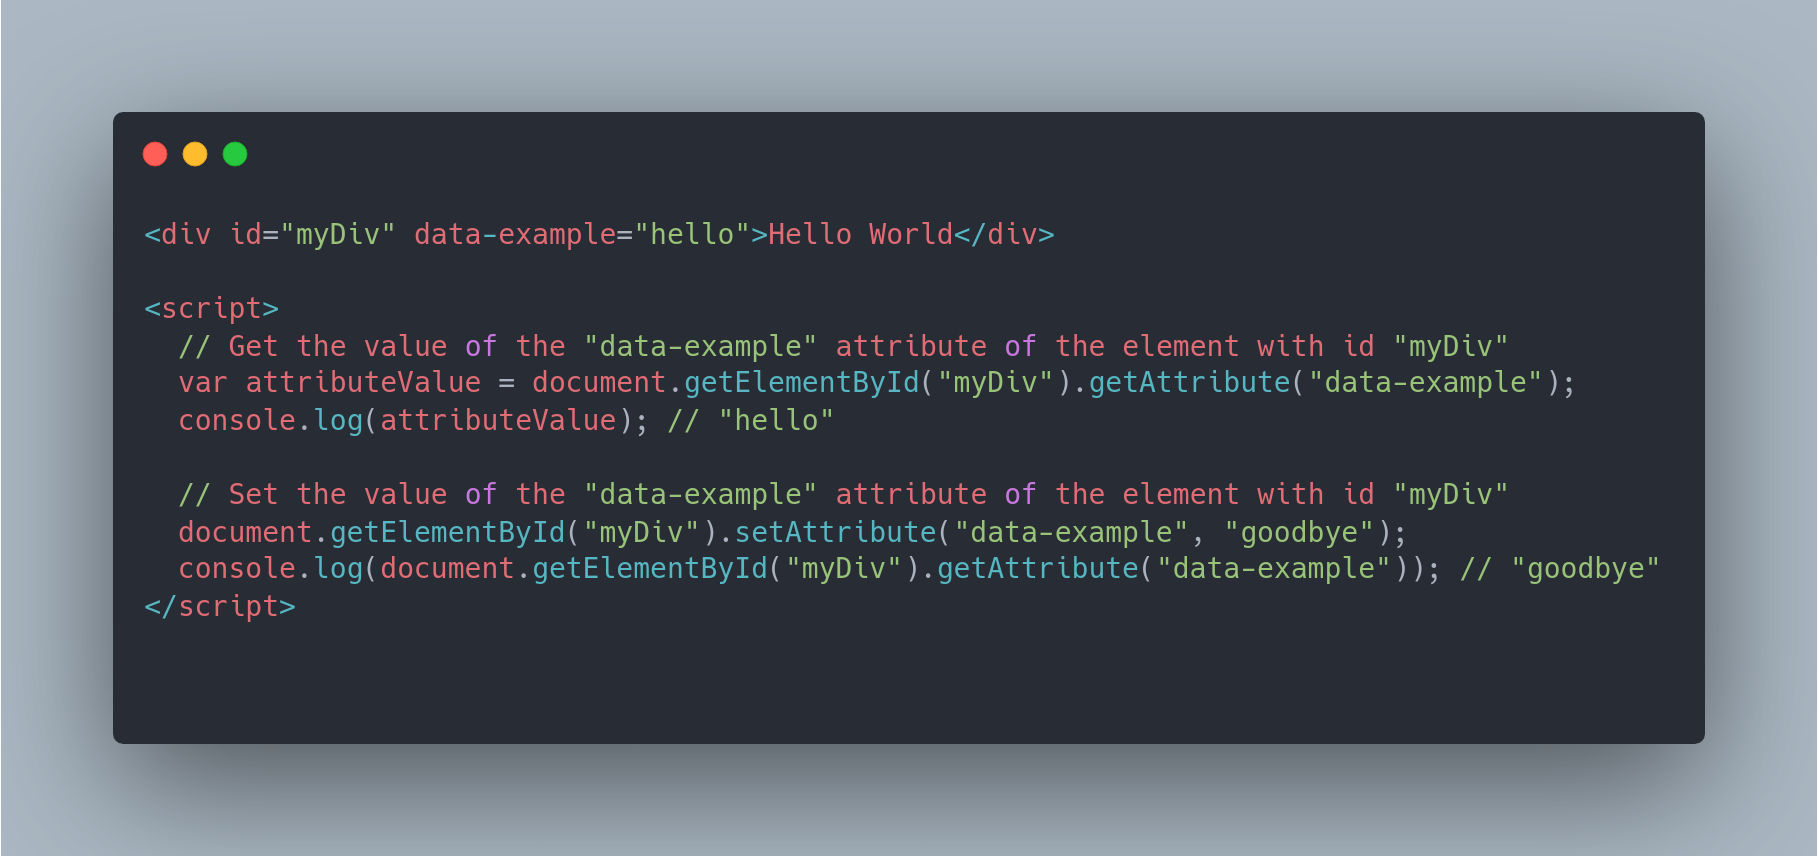 <div id="myDiv" data-example="hello">Hello World</div>
<script>
// Get the value of the "data-example" attribute of the element with id "myDiv"
var attributeValue = document.getElementById("myDiv").getAttribute("data-example");
console.log(attributeValue); // "hello"
// Set the value of the "data-example" attribute of the element with id "myDiv"
document.getElementById("myDiv").setAttribute("data-example", "goodbye");
console.log(document.getElementById("myDiv").getAttribute("data-example")); // "goodbye"
</script>